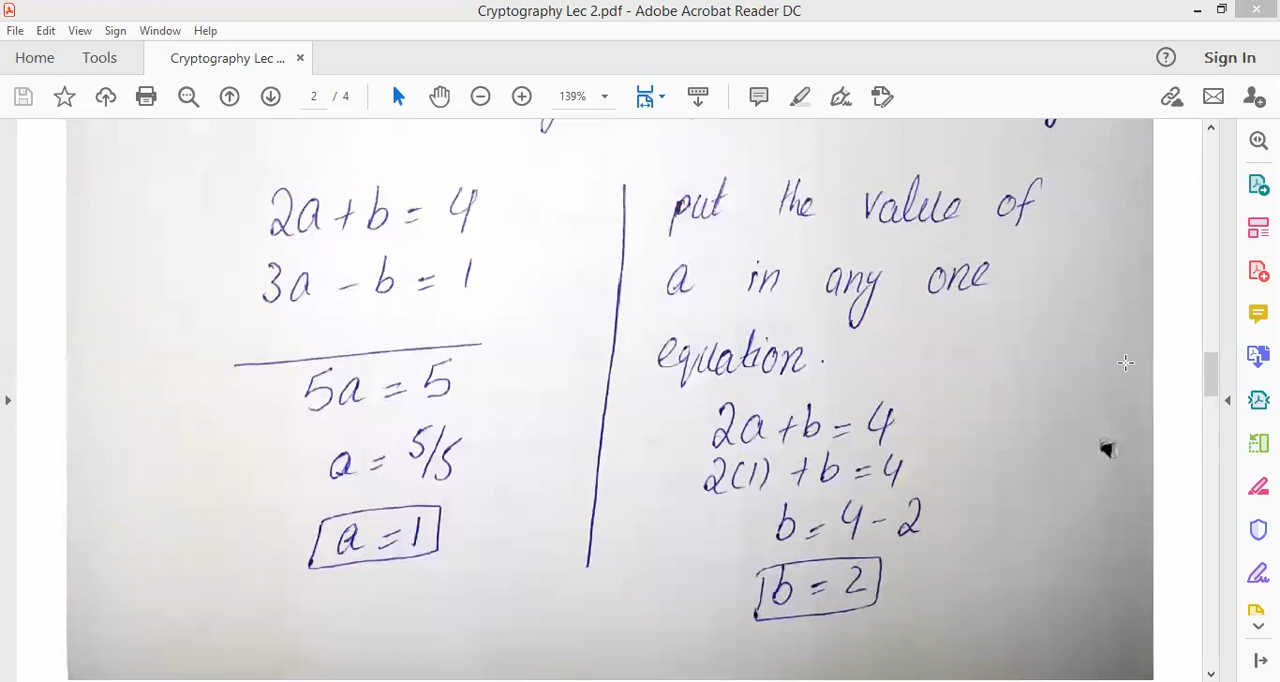 Cryptography Lec 2.pdf - Adobe Acrobat Reader DC
File Edit View Sign Window Help
Home Tools Cryptography Lec ... ×
2 / 4 139%
Sign In
2a + b = 4
3a - b = 1
5a = 5
a = 5/5
a = 1
put the value of
a in any one
equation.
2a + b = 4
2(1) + b = 4
b = 4 - 2
b = 2